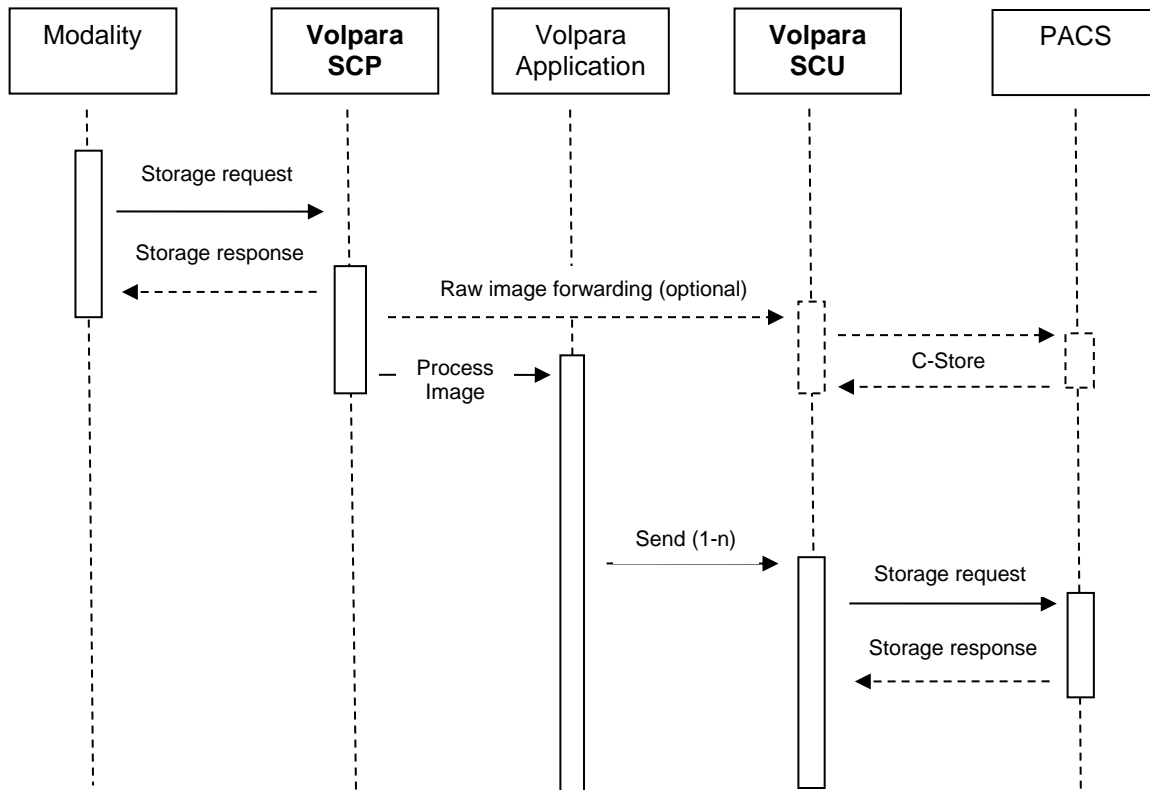 Modality
Volpara
SCP
Volpara
Application
Volpara
SCU
PACS
Storage request
Storage response
Raw image forwarding (optional)
C-Store
Process
Image
Send (1-n)
Storage request
Storage response